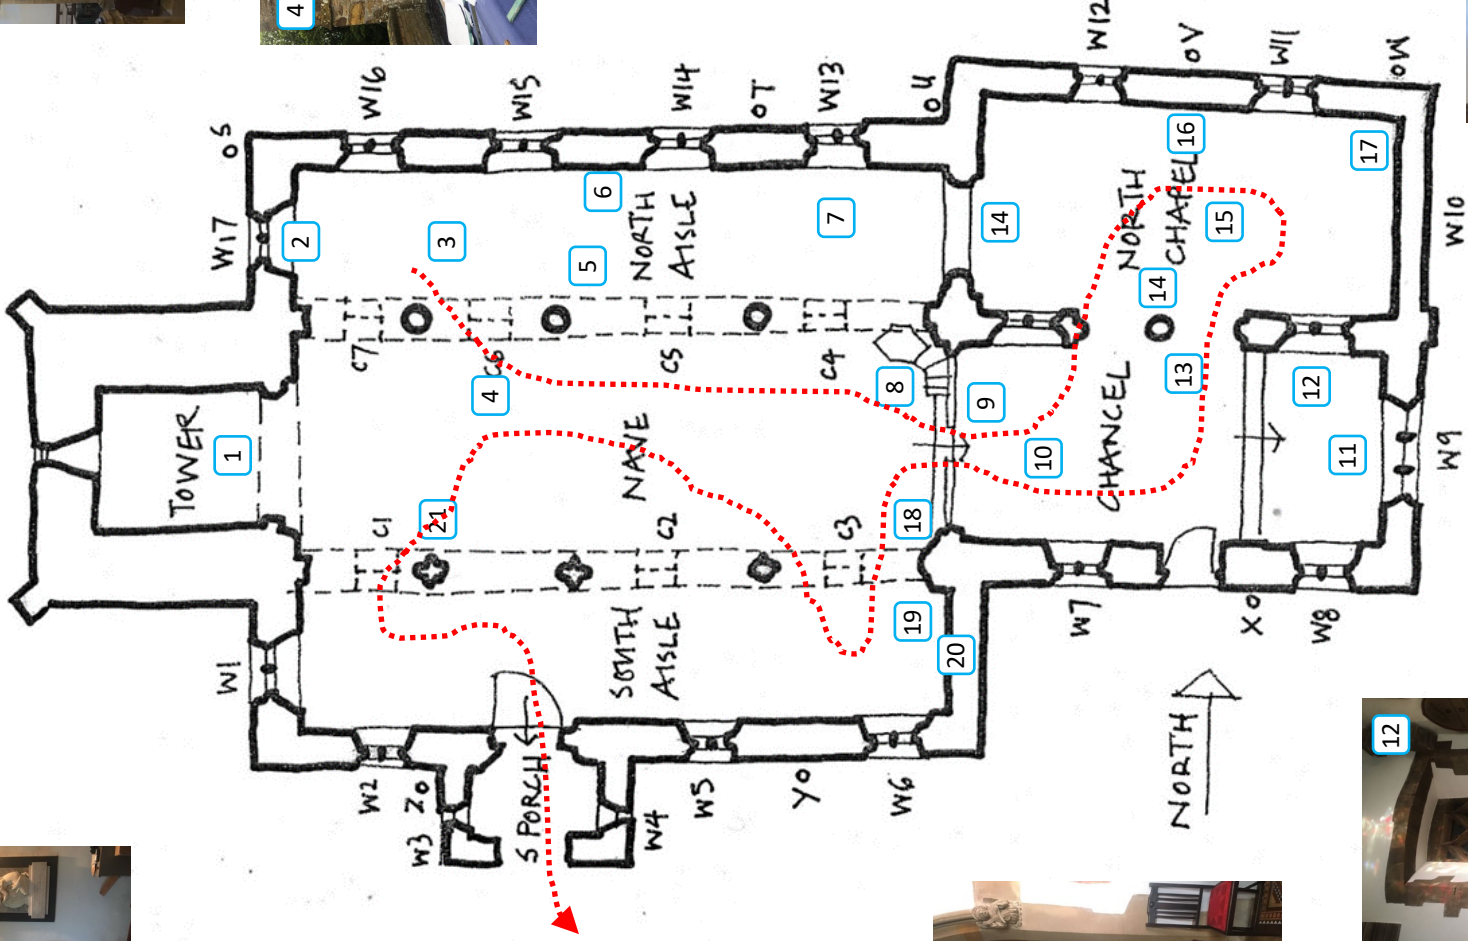 4
W12
OV
W11
OW
W16
W15
W14
OT
W13
OU
OS
W17
2
3
6
5
NORTH
AISLE
7
14
NORTH
CHAPEL
16
17
15
14
W10
C7
C6
C5
C4
8
4
9
13
12
TOWER
1
NAVE
10
CHANCEL
11
W9
C1
21
C2
C3
18
W1
SOUTH
AISLE
19
20
W7
XO
W8
W2
ZO
W3
S PORCH
W4
W5
YO
W6
NORTH
12